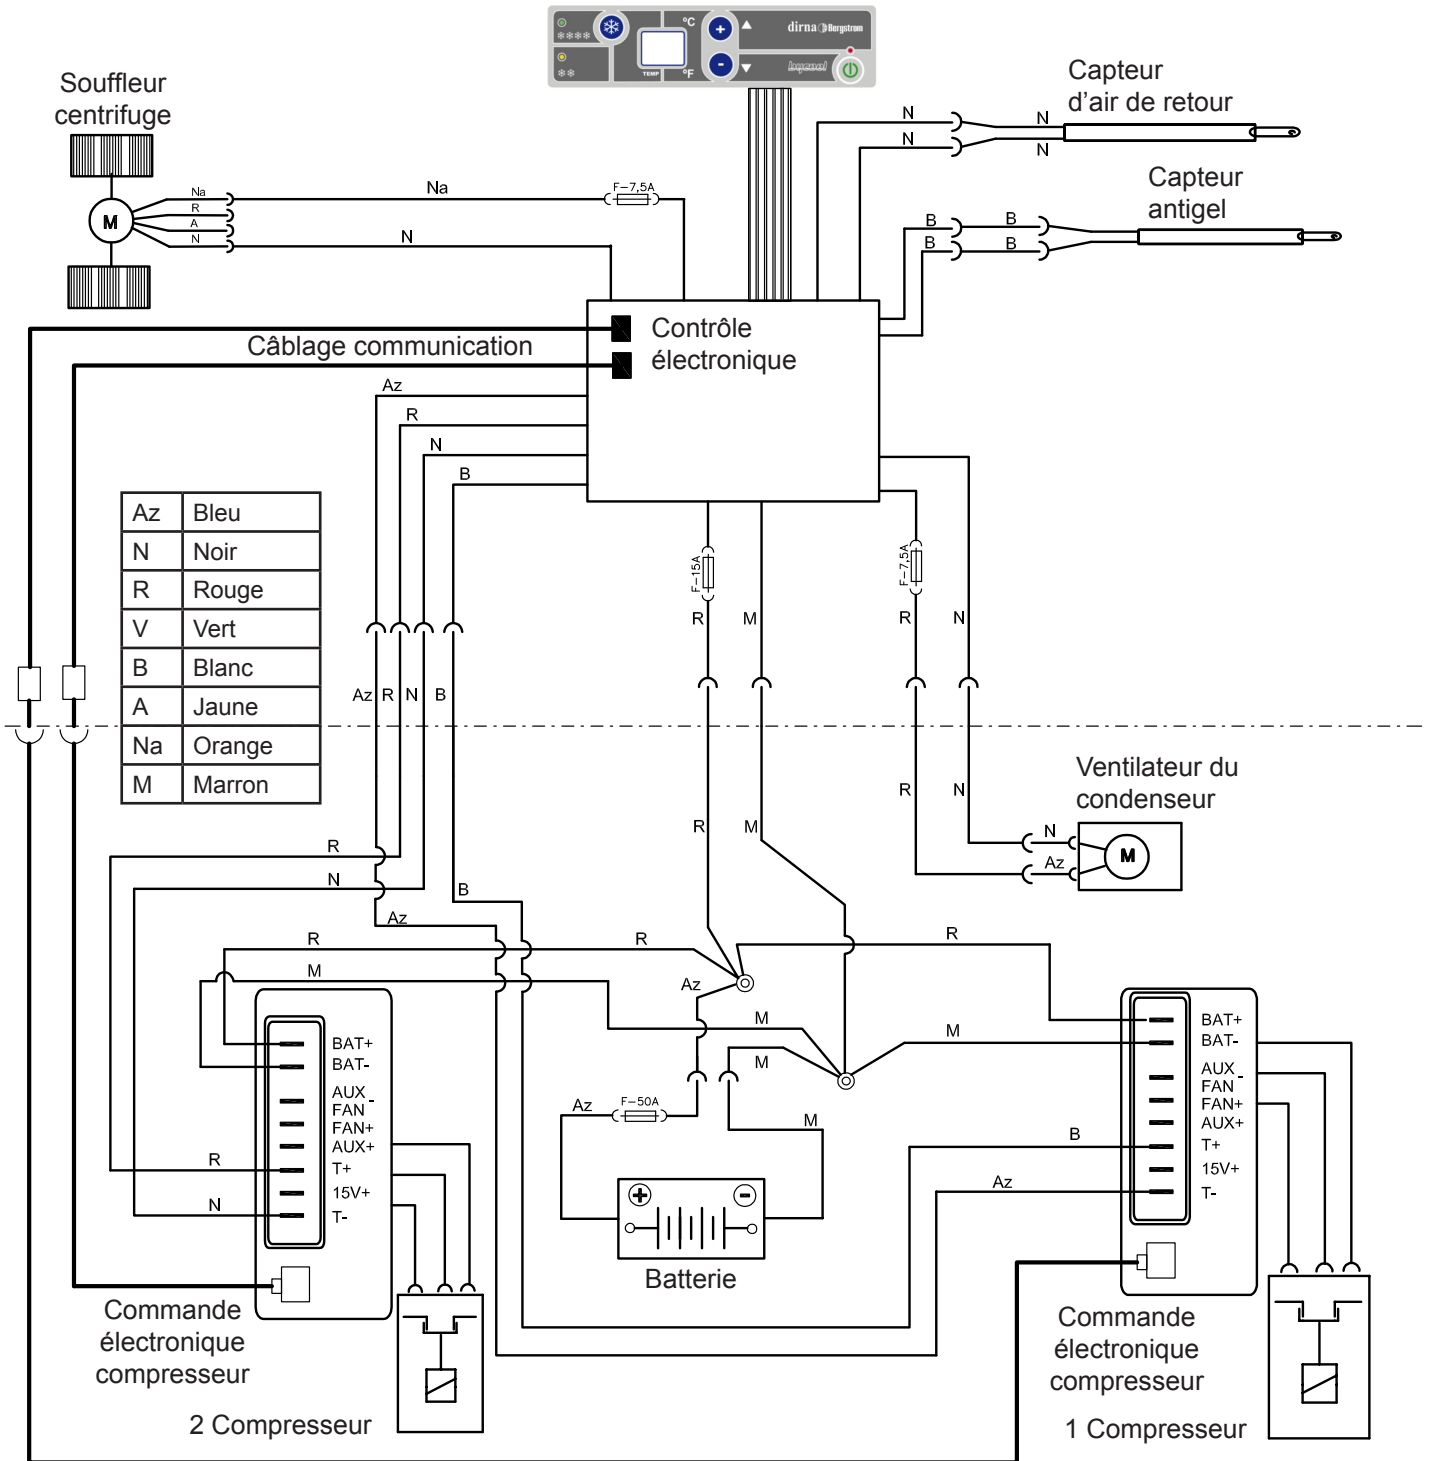 °C
dirna Bergstrom
TEMP
°F
bycool
Souffleur
centrifuge
Capteur
d'air de retour
Capteur
antigel
Na
R
A
N
M
Na
F-7,5A
N
N
N
N
N
B
B
B
B
Contrôle
électronique
Câblage communication
Az
R
N
B
Az Bleu
N Noir
R Rouge
V Vert
B Blanc
A Jaune
Na Orange
M Marron
F-15A
F-7,5A
R
M
R
N
Az
R
N
B
R
M
R
N
Ventilateur du
condenseur
N
Az
M
R
N
B
Az
R
R
R
M
Az
M
M
M
BAT+
BAT-
AUX
FAN -
FAN+
AUX+
T+
15V+
T-
R
N
Az
F-50A
M
+
-
Batterie
B
Az
BAT+
BAT-
AUX
FAN -
FAN+
AUX+
T+
15V+
T-
Commande
électronique
compresseur
2 Compresseur
Commande
électronique
compresseur
1 Compresseur